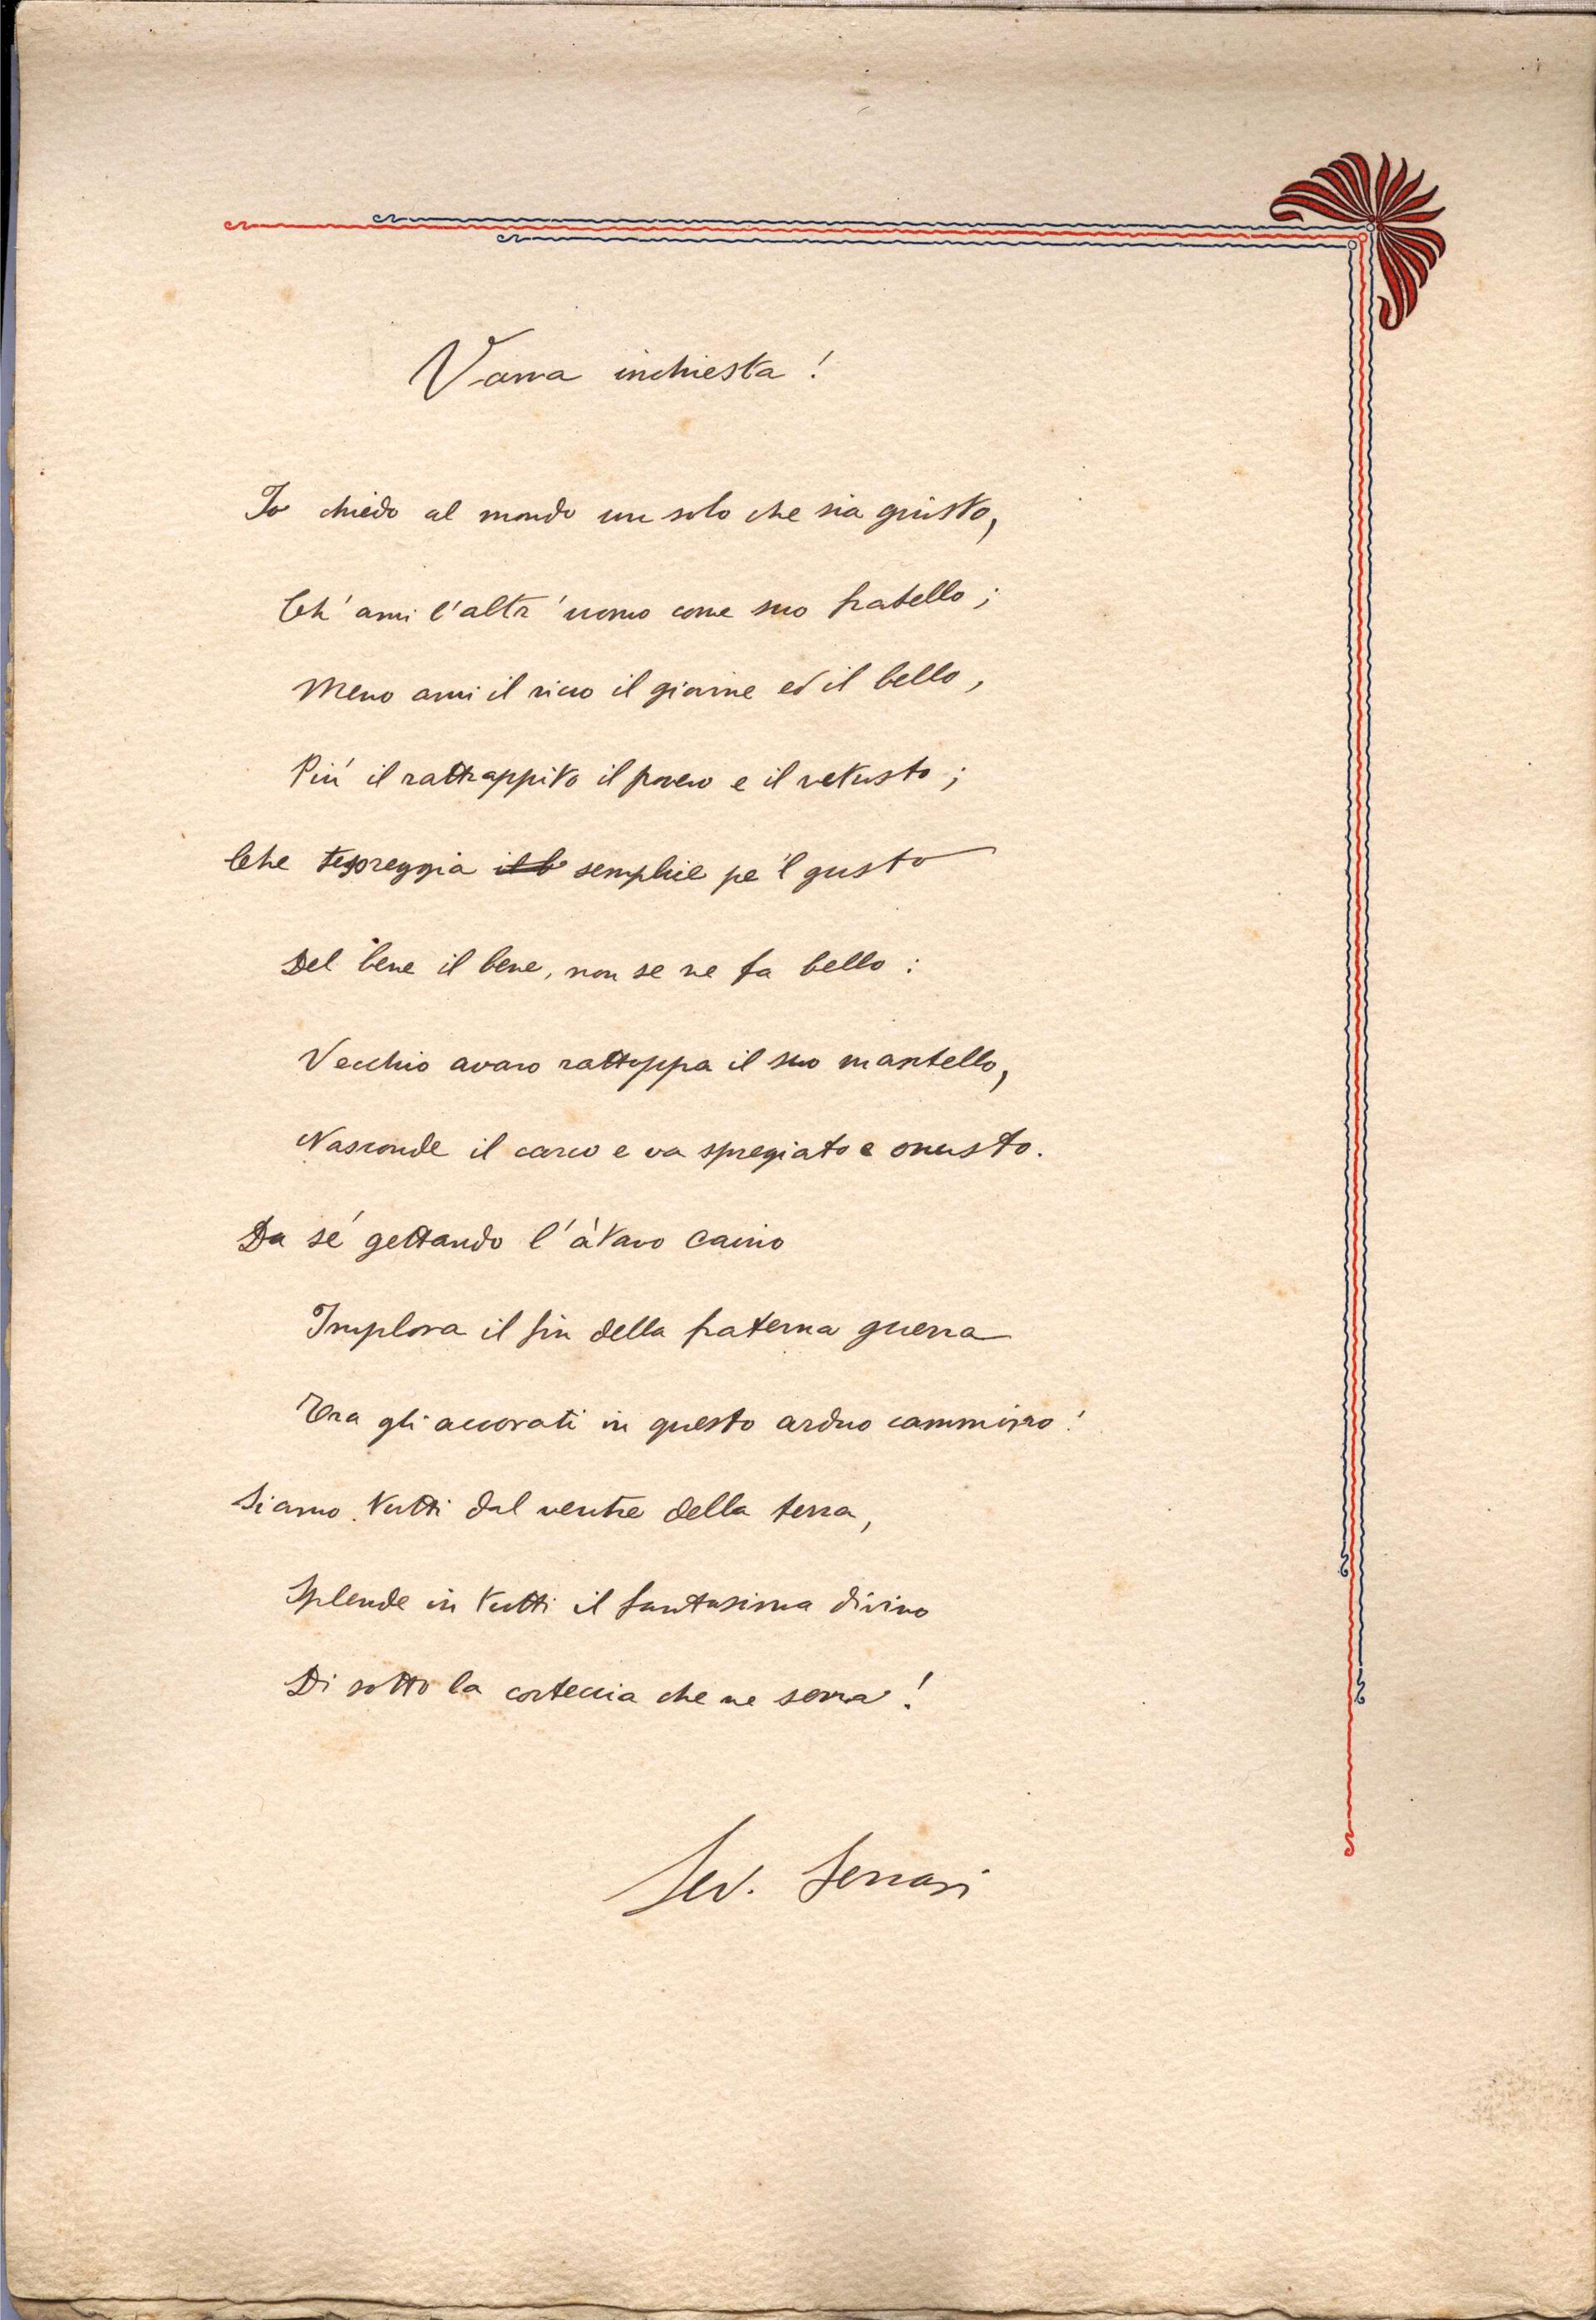 Vana inchiesta!
Io chiedo al mondo un solo che sia giusto,
Ch' ami l'altr' uomo come suo fratello;
Meno ami il ricco il giovine ed il bello,
Piú il rattrappito il povero e il vetusto;
Che tesoreggia semplice pe 'l gusto
Del bene il bene, non se ne fa bello:
Vecchio avaro rattoppa il suo mantello,
Nasconde il carco e va spregiato e onusto.
Da sé gettando l'àtavo Caino
Implora il fin della fraterna guerra
Tra gli accorati in questo arduo cammino!
Siamo tutti dal ventre della terra,
Splende in tutti il fantasima divino
Di sotto la corteccia che ne serra!
Sev. Ferrari